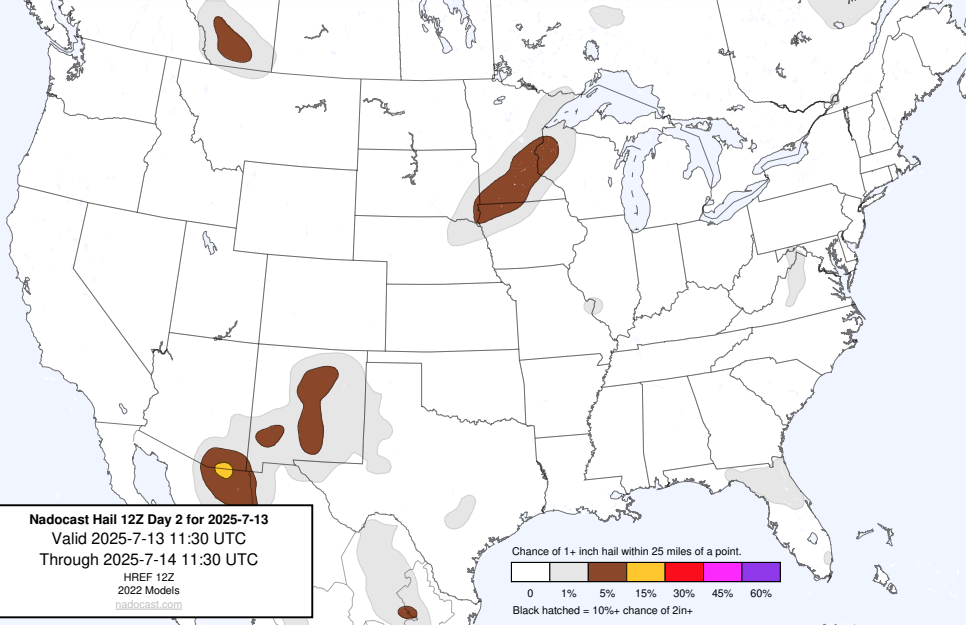 Nadocast Hail 12Z Day 2 for 2025-7-13
Valid 2025-7-13 11:30 UTC
Through 2025-7-14 11:30 UTC
HREF 12Z
2022 Models
nadocast.com
Chance of 1+ inch hail within 25 miles of a point.
0 1% 5% 15% 30% 45% 60%
Black hatched = 10%+ chance of 2in+